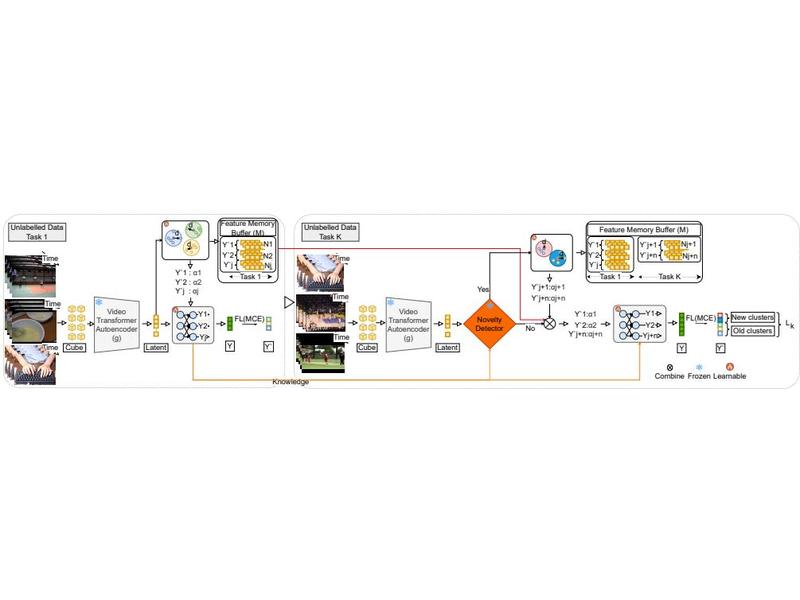 Unlabelled Data
Task 1
Time
Time
Time
Cube
Video
Transformer
Autoencoder
(g)
Latent
Feature Memory
Buffer (M)
Y`1
Y`2
Y`j
N1
N2
Nj
Task 1
Y`1 : α1
Y`2 : α2
Y`j : αj
Y1
Y2
Yj
FL(MCE)
Y
Y`
Knowledge
Unlabelled Data
Task K
Time
Time
Time
Cube
Video
Transformer
Autoencoder
(g)
Latent
Novelty
Detector
Yes
No
Y`j+1:αj+1
Y`j+n:αj+n
Feature Memory Buffer (M)
Y`1
Y`2
Y`j
Y`j+1
Y`j+n
Nj+1
Nj+n
Task 1
Task K
Y`1:α1
Y`2:α2
Y`j+n:αj+n
Y1
Y2
Yj+n
FL(MCE)
Y
Y`
New clusters
Old clusters
Lk
Combine
Frozen
Learnable